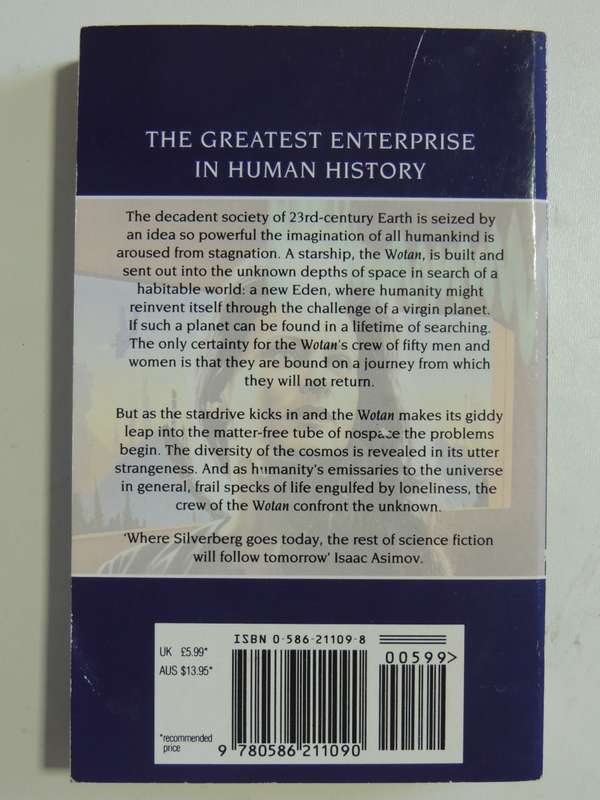 THE GREATEST ENTERPRISE
IN HUMAN HISTORY
The decadent society of 23rd-century Earth is seized by
an idea so powerful the imagination of all humankind is
aroused from stagnation. A starship, the Wotan, is built and
sent out into the unknown depths of space in search of a
habitable world: a new Eden, where humanity might
reinvent itself through the challenge of a virgin planet.
If such a planet can be found in a lifetime of searching.
The only certainty for the Wotan's crew of fifty men and
women is that they are bound on a journey from which
they will not return.
But as the stardrive kicks in and the Wotan makes its giddy
leap into the matter-free tube of nospace the problems
begin. The diversity of the cosmos is revealed in its utter
strangeness. And as humanity's emissaries to the universe
in general, frail specks of life engulfed by loneliness, the
crew of the Wotan confront the unknown.
'Where Silverberg goes today, the rest of science fiction
will follow tomorrow' Isaac Asimov.
ISBN 0-586-21109-8
UK £5.99*
AUS $13.95*
00599>
*recommended
price
9 780586 211090